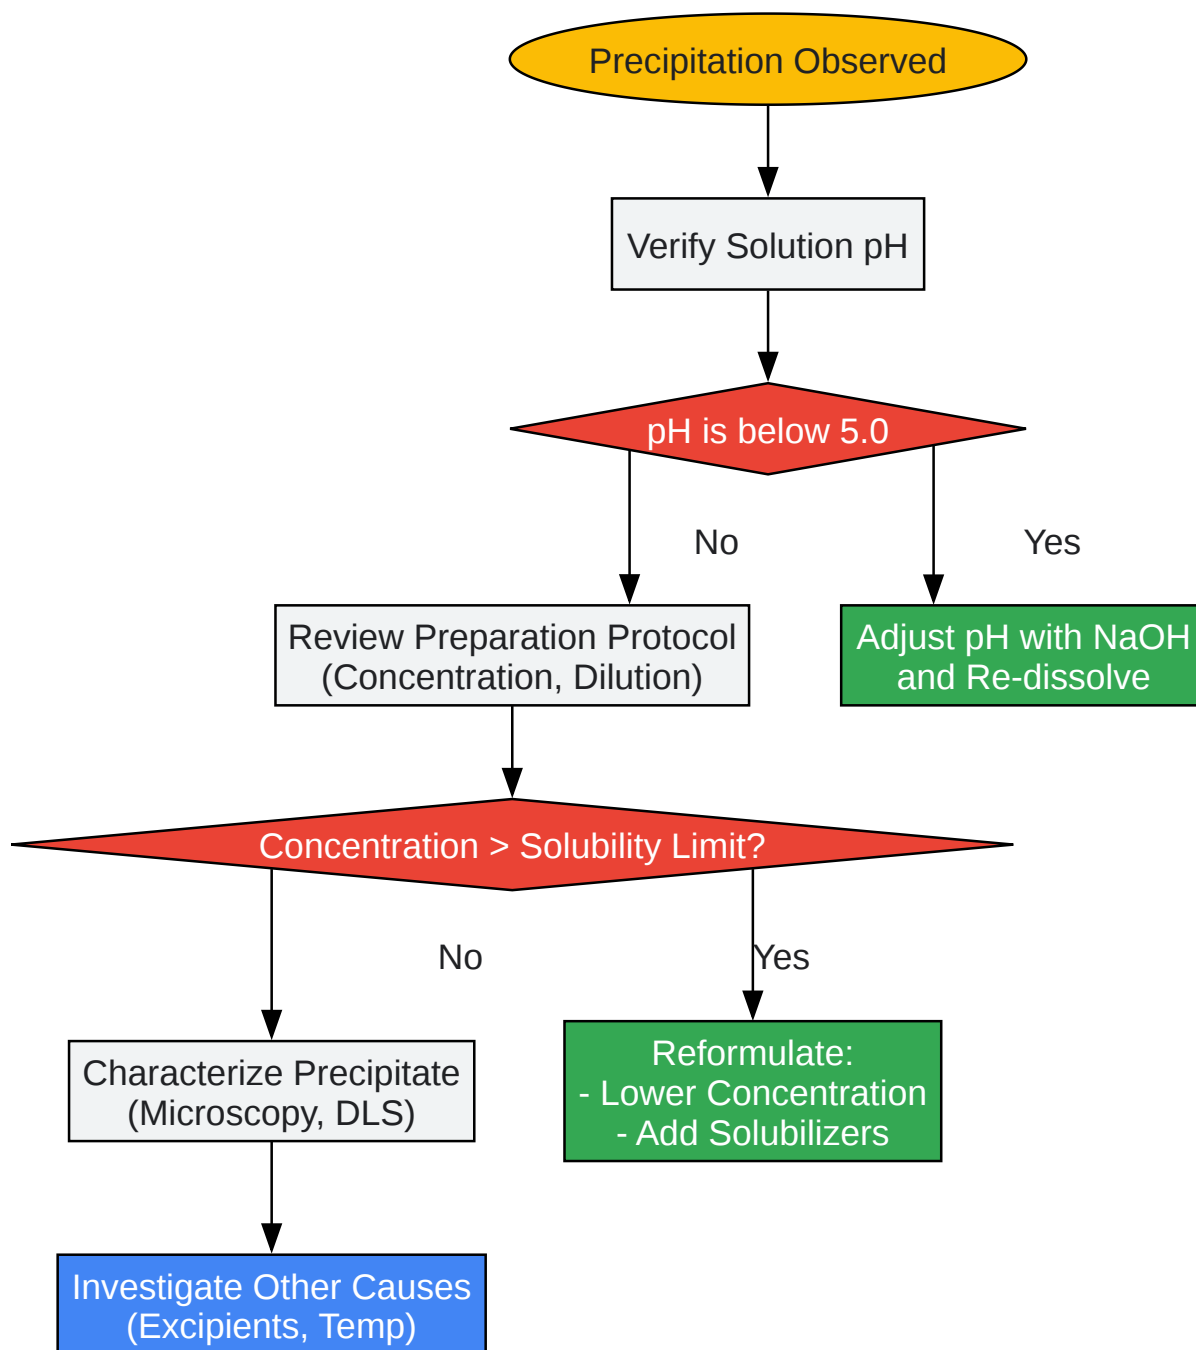 Precipitation Observed
Verify Solution pH
pH is below 5.0
No
Yes
Review Preparation Protocol
(Concentration, Dilution)
Adjust pH with NaOH
and Re-dissolve
Concentration > Solubility Limit?
No
Yes
Characterize Precipitate
(Microscopy, DLS)
Reformulate:
- Lower Concentration
- Add Solubilizers
Investigate Other Causes
(Excipients, Temp)